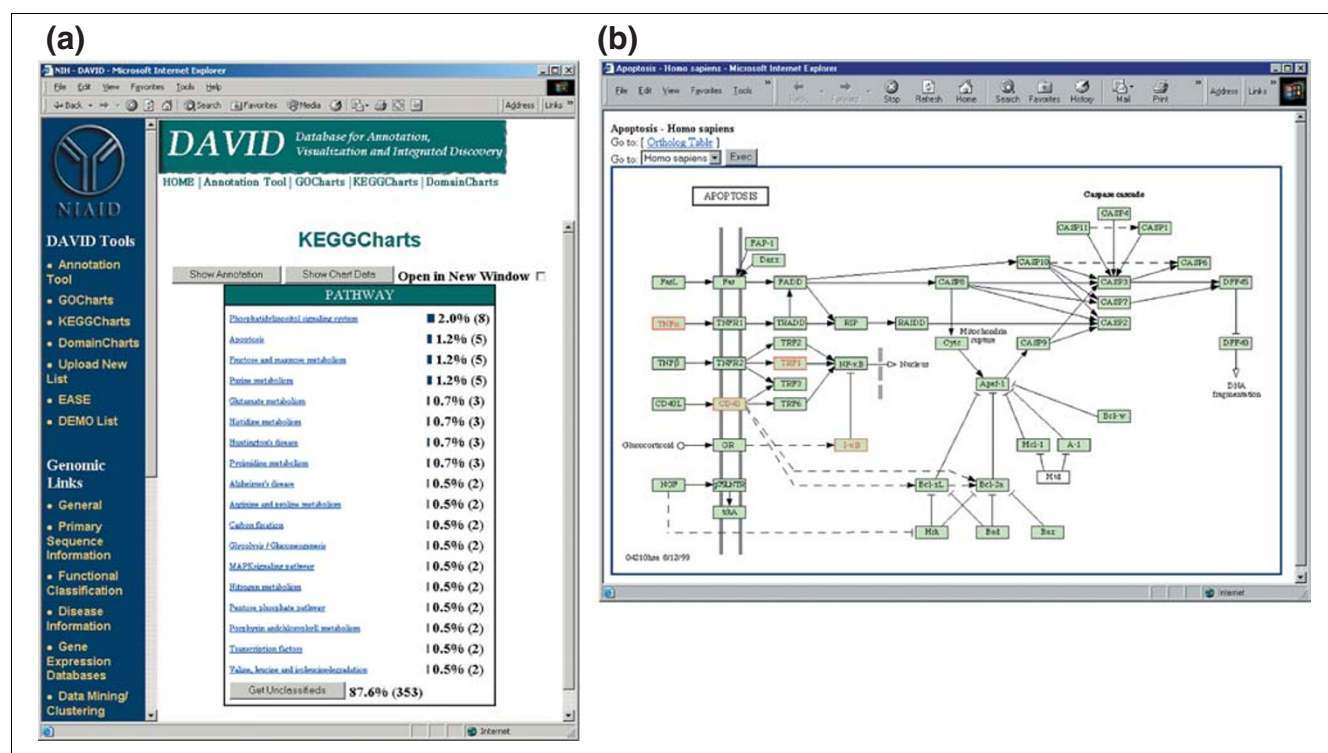 (a)
NIH - DAVID - Microsoft Internet Explorer
File Edit View Favorites Tools Help
Back Search Favorites Media Address Links
NIAID
DAVID Tools
• Annotation
Tool
• GOCharts
• KEGGCharts
• DomainCharts
• Upload New
List
• EASE
• DEMO List
Genomic
Links
• General
• Primary
Sequence
Information
• Functional
Classification
• Disease
Information
• Gene
Expression
Databases
• Data Mining/
Clustering
DAVID Database for Annotation,
Visualization and Integrated Discovery
HOME | Annotation Tool | GOCharts | KEGGCharts | DomainCharts
KEGGCharts
Show Annotation Show Chart Data Open in New Window
PATHWAY
Phosphatidylinositol signaling system 2.0% (8)
Apoptosis 1.2% (5)
Fructose and mannose metabolism 1.2% (5)
Purine metabolism 1.2% (5)
Glutamate metabolism 0.7% (3)
Histidine metabolism 0.7% (3)
Huntington's disease 0.7% (3)
Pyrimidine metabolism 0.7% (3)
Alzheimer's disease 0.5% (2)
Arginine and proline metabolism 0.5% (2)
Carbon fixation 0.5% (2)
Glycolysis / Gluconeogenesis 0.5% (2)
MAPK signaling pathway 0.5% (2)
Nitrogen metabolism 0.5% (2)
Pentose phosphate pathway 0.5% (2)
Porphyrin and chlorophyll metabolism 0.5% (2)
Transcription factors 0.5% (2)
Valine, leucine and isoleucine degradation 0.5% (2)
Get Unclassifieds 87.6% (353)
Internet
(b)
Apoptosis - Homo sapiens - Microsoft Internet Explorer
File Edit View Favorites Tools Stop Refresh Home Search Favorites History Mail Print Address Links
Apoptosis - Homo sapiens
Go to: [ Ortholog Table ]
Go to: Homo sapiens Exec
APOPTOSIS
Caspase cascade
CASP4
CASP11 CASP1
FAP-1
Daxx
CASP10 CASP6
FasL Fas FADD CASP8 CASP3 DFF45
CASP7
TNFα TNFR1 TRADD RIP RAIDD CASP2
Mitochondria
rupture
TRF2 Cytc CASP9 DFF40
TNFβ TNFR2 TRF1 NF-κB Nucleus
TRF3 Apaf-1 DNA
fragmentation
CD40L CD40 TRF6
Bcl-w
Glucocorticoid GR I-κB Mcl-1 A-1
Mtd
NGF p75LNTR Bcl-xL Bcl-2a
trkA
Hrk Bad Bax
04210hsa 6/12/99
Internet